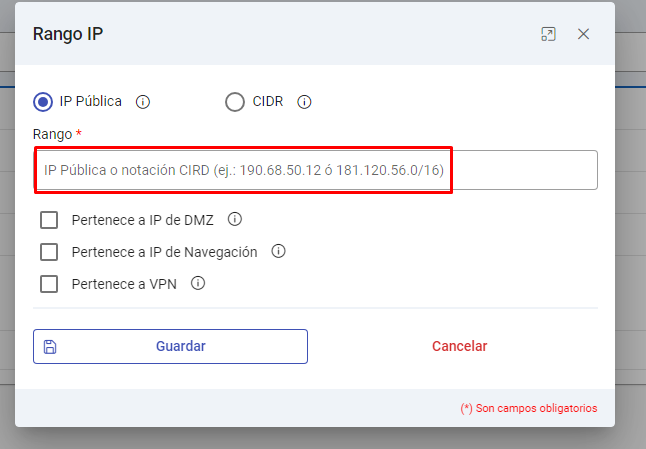 Rango IP
IP Pública CIDR
Rango *
IP Pública o notación CIRD (ej.: 190.68.50.12 ó 181.120.56.0/16)
Pertenece a IP de DMZ
Pertenece a IP de Navegación
Pertenece a VPN
Guardar Cancelar
(*) Son campos obligatorios